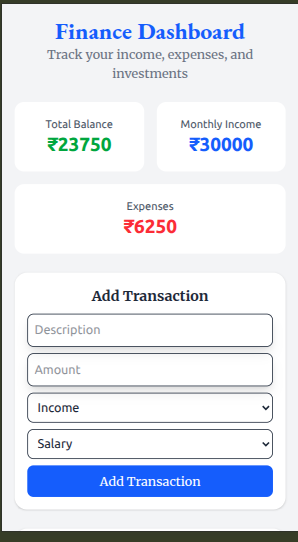 Finance Dashboard
Track your income, expenses, and
investments
Total Balance
₹23750
Monthly Income
₹30000
Expenses
₹6250
Add Transaction
Description
Amount
Income
Salary
Add Transaction